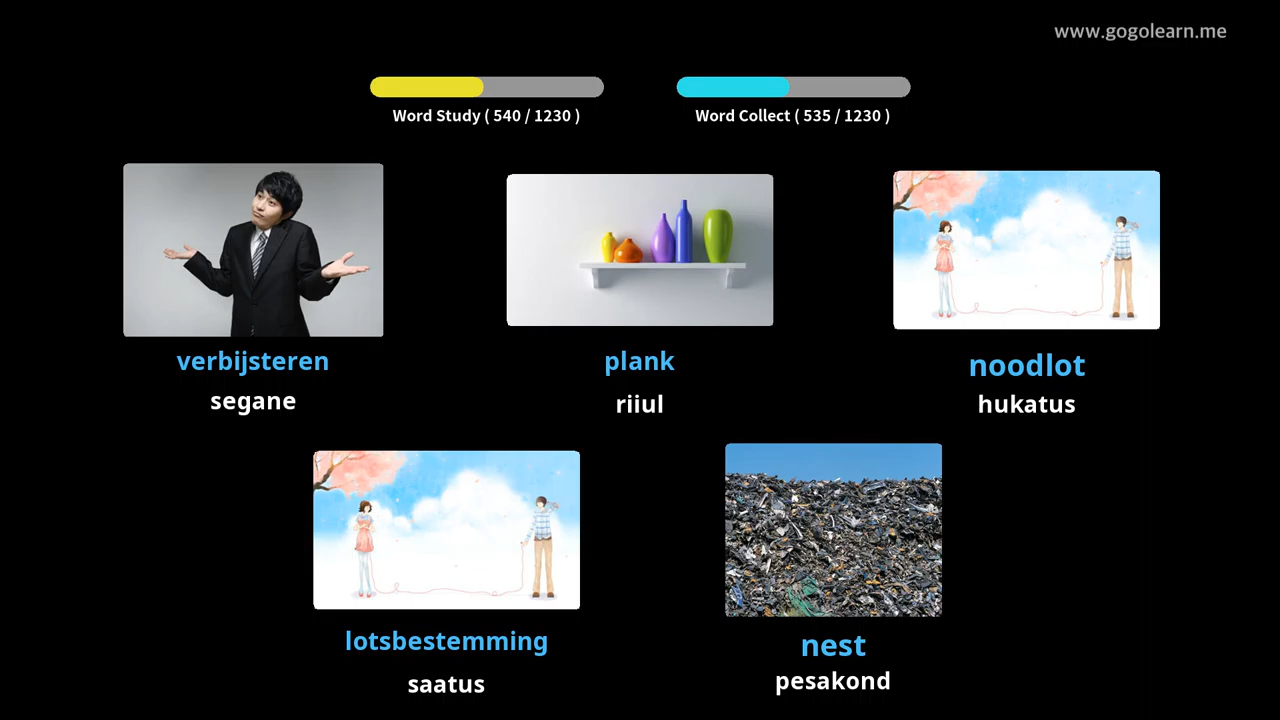 www.gogolearn.me
Word Study ( 540 / 1230 )
Word Collect ( 535 / 1230 )
verbijsteren
segane
plank
riiul
noodlot
hukatus
lotsbestemming
saatus
nest
pesakond